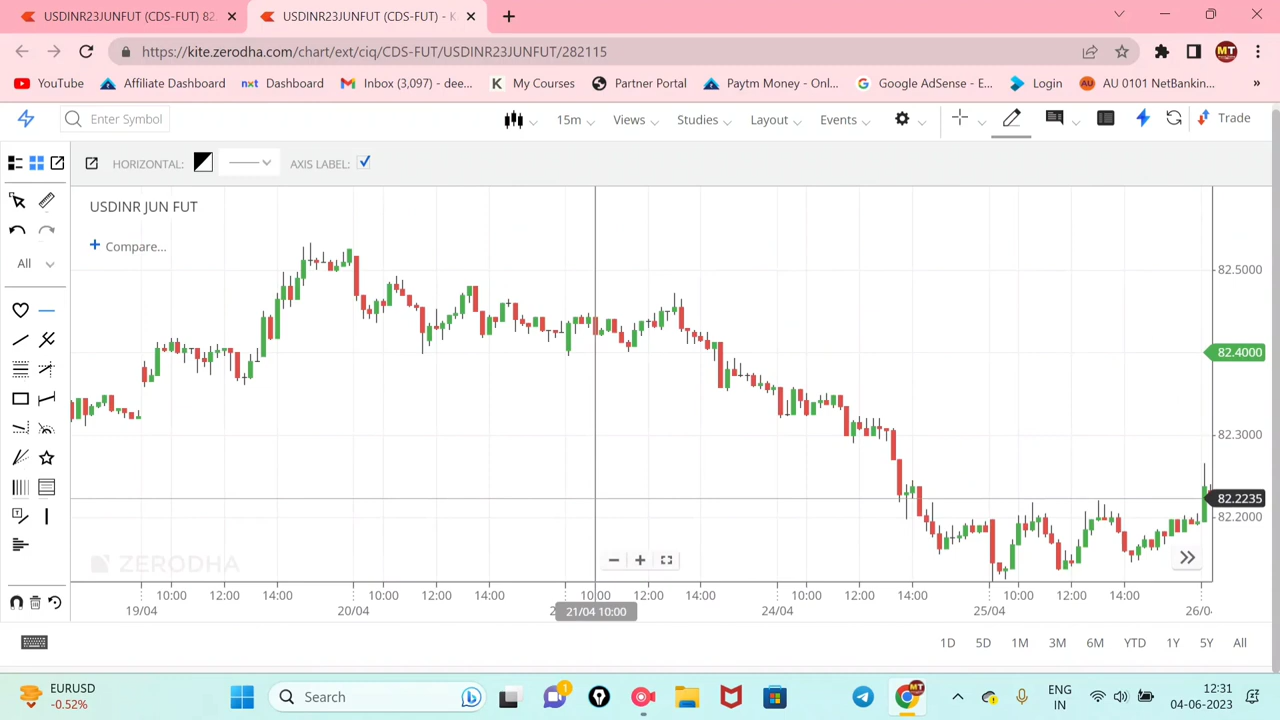 USDINR23JUNFUT (CDS-FUT) 82
USDINR23JUNFUT (CDS-FUT) - K
https://kite.zerodha.com/chart/ext/ciq/CDS-FUT/USDINR23JUNFUT/282115
MT
YouTube
Affiliate Dashboard
nxt Dashboard
Inbox (3,097) - dee...
K My Courses
Partner Portal
Paytm Money - Onl...
Google AdSense - E...
Login
AU AU 0101 NetBankin...
»
Enter Symbol
15m
Views
Studies
Layout
Events
Trade
HORIZONTAL:
AXIS LABEL:
USDINR JUN FUT
+ Compare...
All
82.5000
82.4000
82.3000
82.2235
82.2000
ZERODHA
10:00 12:00 14:00 10:00 12:00 14:00 10:00 12:00 14:00 10:00 12:00 14:00 10:00 12:00 14:00
19/04 20/04 2 21/04 10:00 24/04 25/04 26/0
1D 5D 1M 3M 6M YTD 1Y 5Y All
EURUSD
-0.52%
Search
1
MT
ENG
IN
12:31
04-06-2023